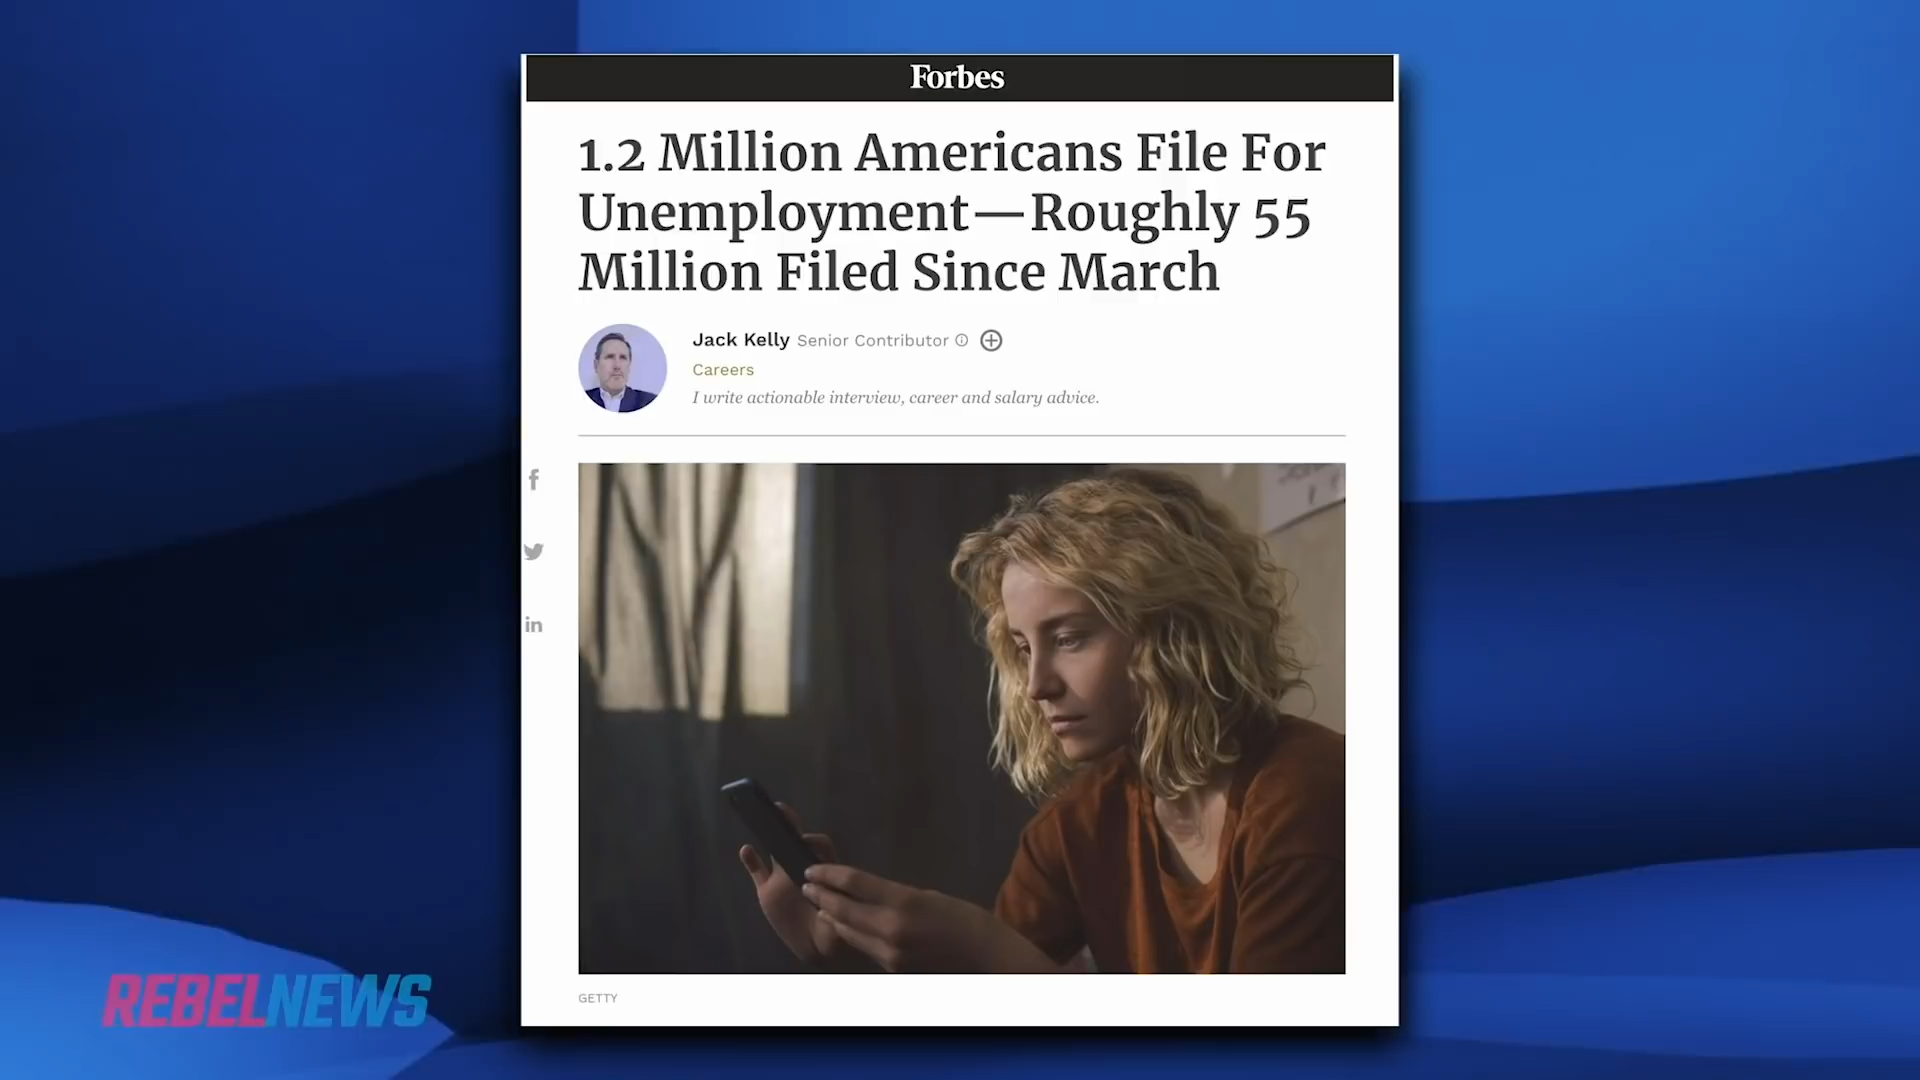 Forbes
1.2 Million Americans File For
Unemployment—Roughly 55
Million Filed Since March
Jack Kelly Senior Contributor
Careers
I write actionable interview, career and salary advice.
f
in
GETTY
REBELNEWS